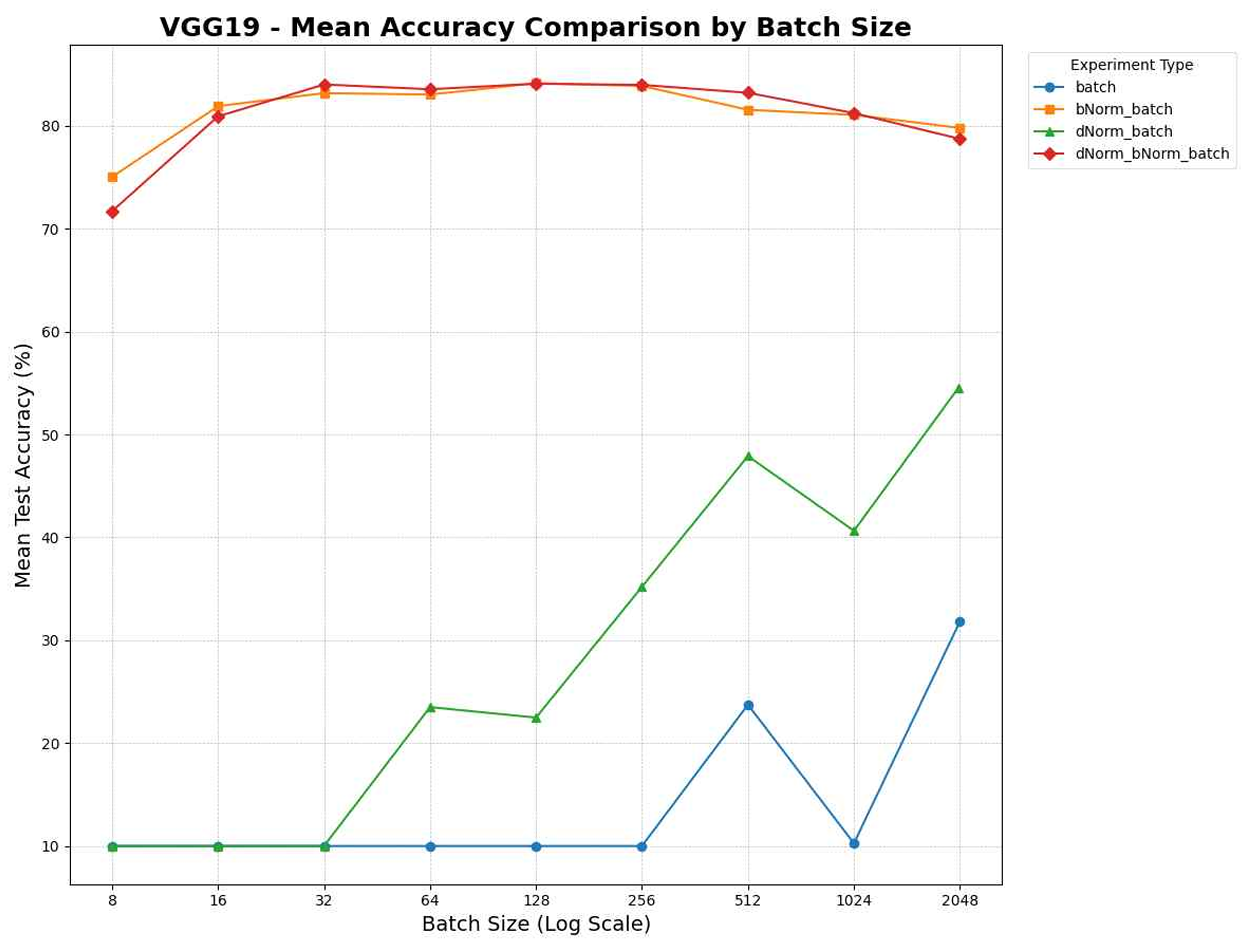 VGG19 - Mean Accuracy Comparison by Batch Size
Experiment Type
batch
bNorm_batch
dNorm_batch
dNorm_bNorm_batch
Mean Test Accuracy (%)
80
70
60
50
40
30
20
10
8 16 32 64 128 256 512 1024 2048
Batch Size (Log Scale)